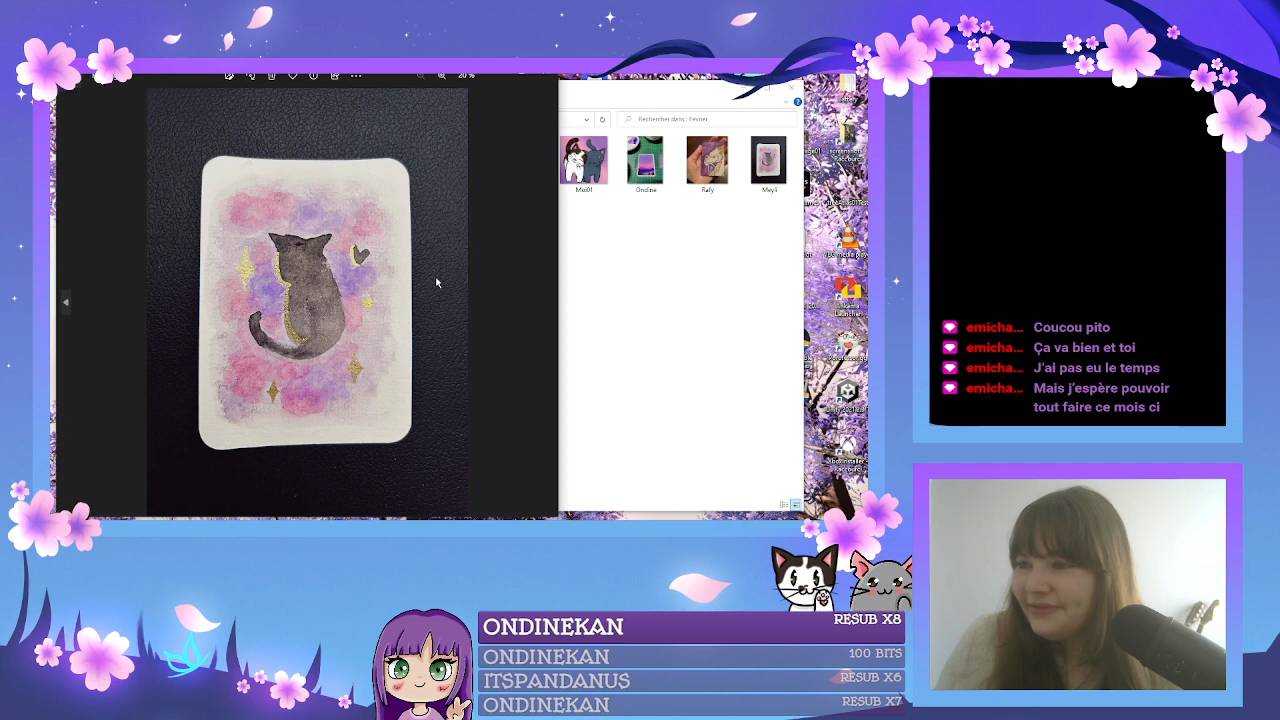 20 %
Rechercher dans : Février
Moi01
Ondine
Rafy
Meyli
emicha... Coucou pito
emicha... Ça va bien et toi
emicha... J'ai pas eu le temps
emicha... Mais j'espère pouvoir
tout faire ce mois ci
ONDINEKAN RESUB X8
ONDINEKAN 100 BITS
ITSPANDANUS RESUB X6
ONDINEKAN RESUB X7